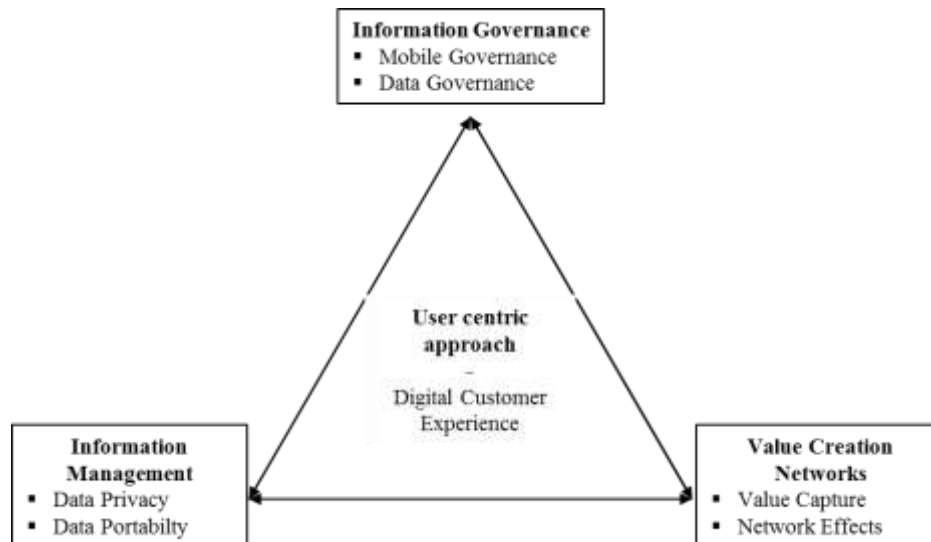 Information Governance
▪ Mobile Governance
▪ Data Governance
User centric
approach
–
Digital Customer
Experience
Information
Management
▪ Data Privacy
▪ Data Portabilty
Value Creation
Networks
▪ Value Capture
▪ Network Effects